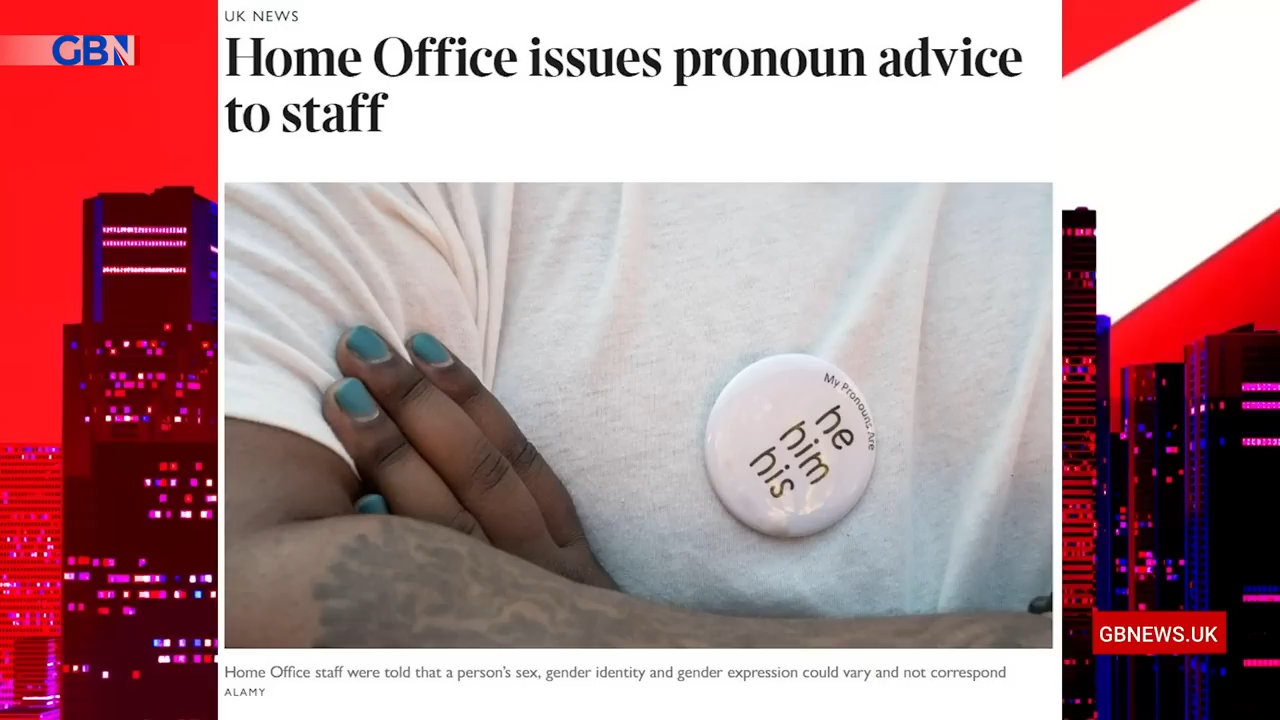 GBN
UK NEWS
Home Office issues pronoun advice
to staff
My Pronouns Are
he
him
his
GBNEWS.UK
Home Office staff were told that a person's sex, gender identity and gender expression could vary and not correspond
ALAMY